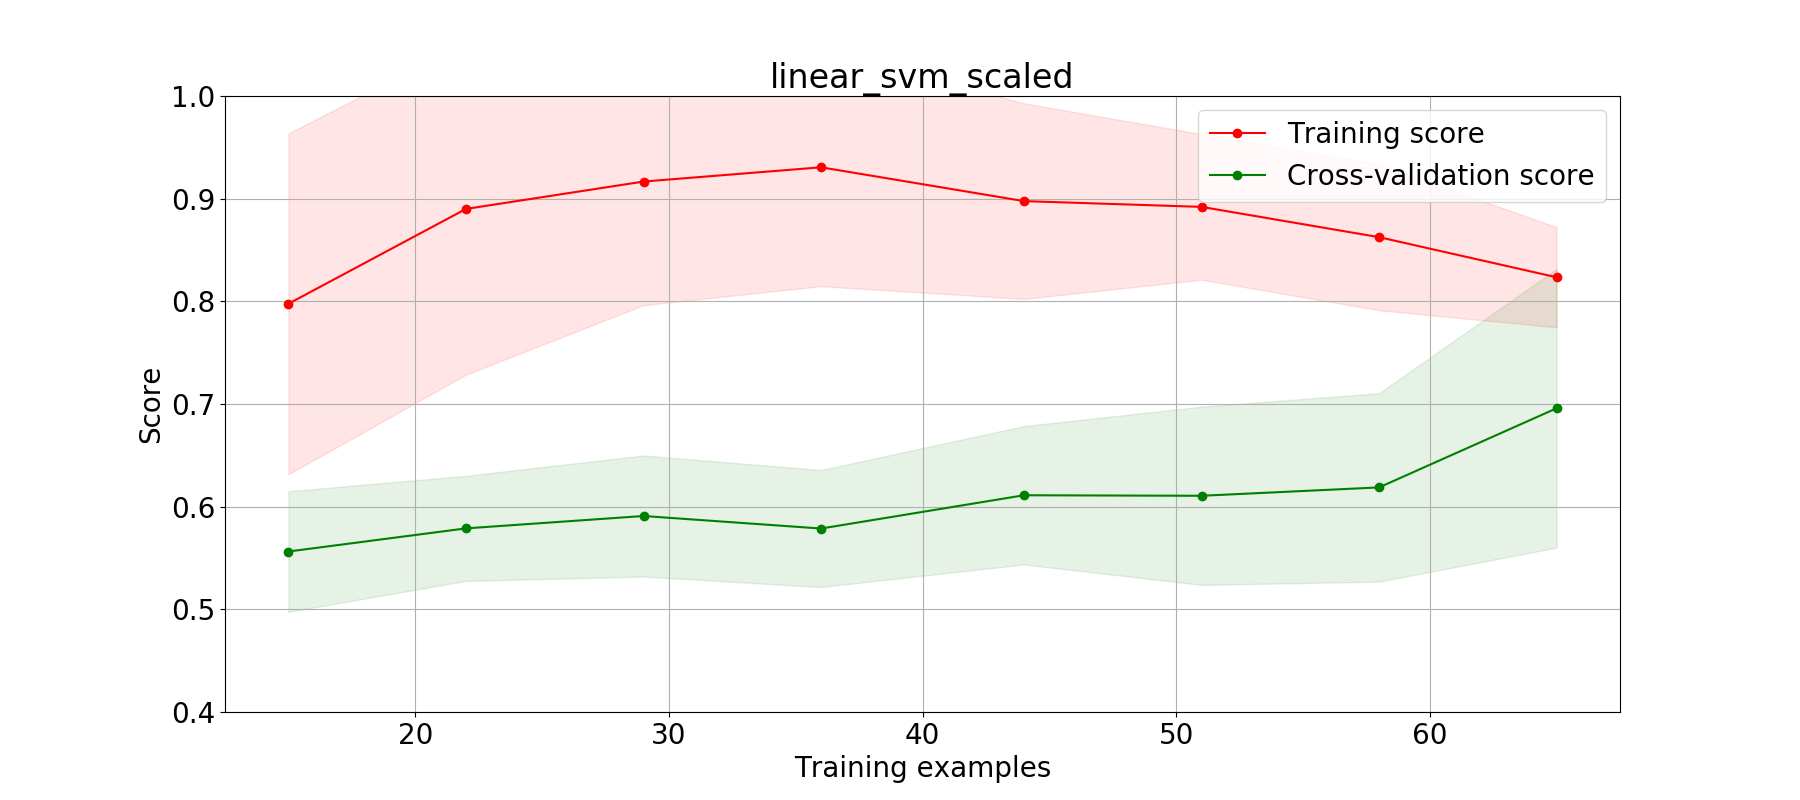 linear_svm_scaled
1.0
0.9
0.8
0.7
0.6
0.5
0.4
Score
Training score
Cross-validation score
20 30 40 50 60
Training examples